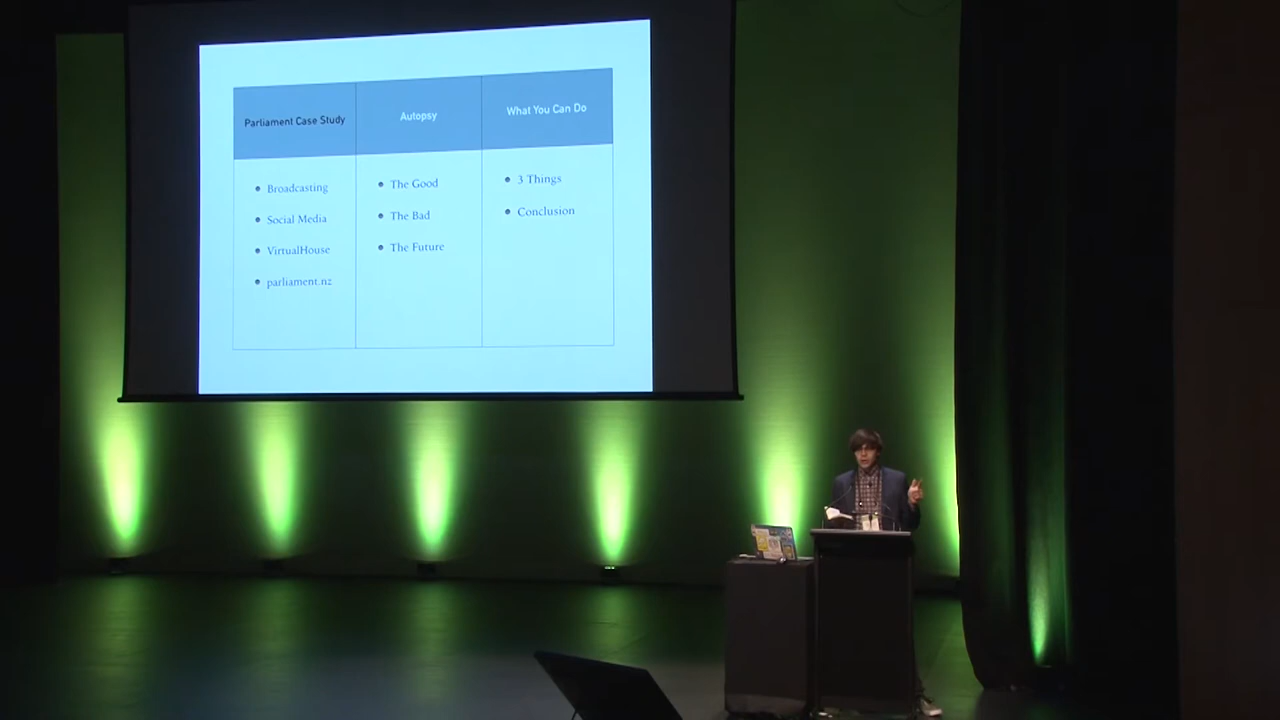 Parliament Case Study
Autopsy
What You Can Do
Broadcasting
Social Media
VirtualHouse
parliament.nz
The Good
The Bad
The Future
3 Things
Conclusion